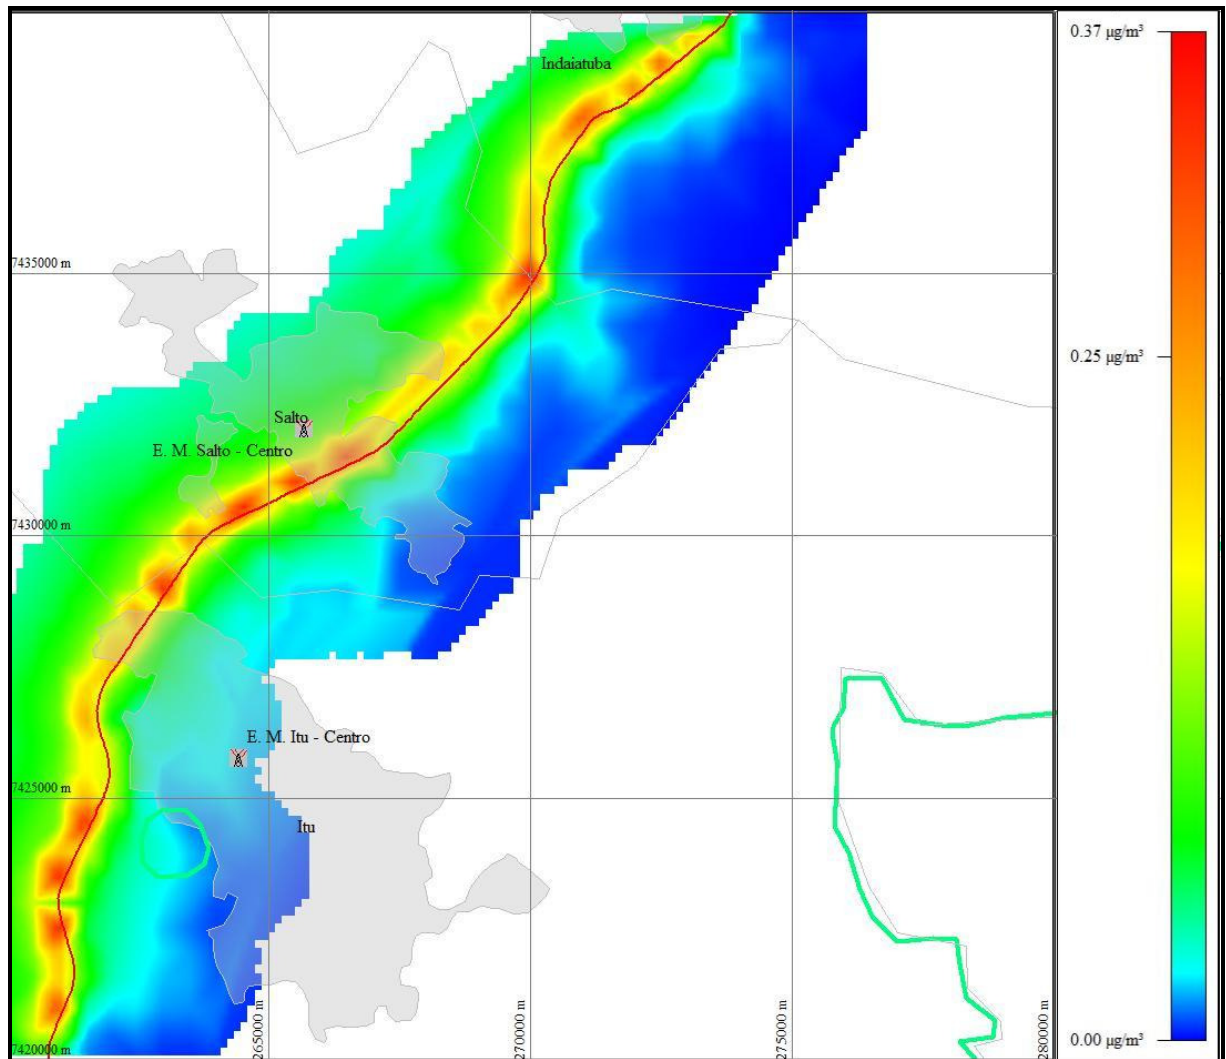 0.37 µg/m³
Indaiatuba
7435000 m
0.25 µg/m³
Salto
E. M. Salto - Centro
7430000 m
E. M. Itu - Centro
7425000 m
Itu
265000 m
270000 m
275000 m
280000 m
7420000 m
0.00 µg/m³